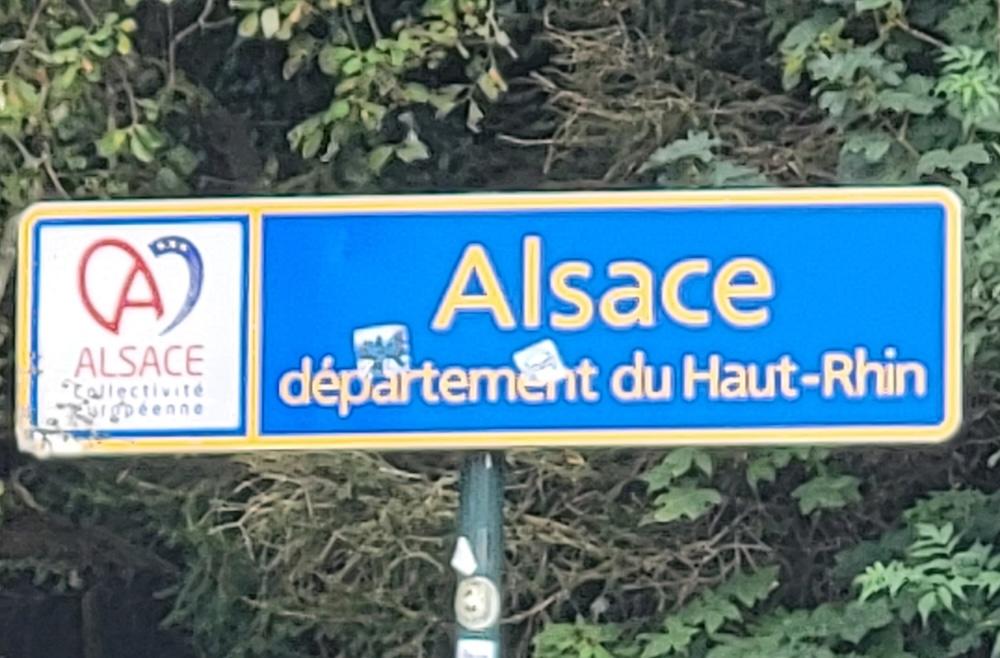 ALSACE
Collectivité
européenne
Alsace
département du Haut-Rhin